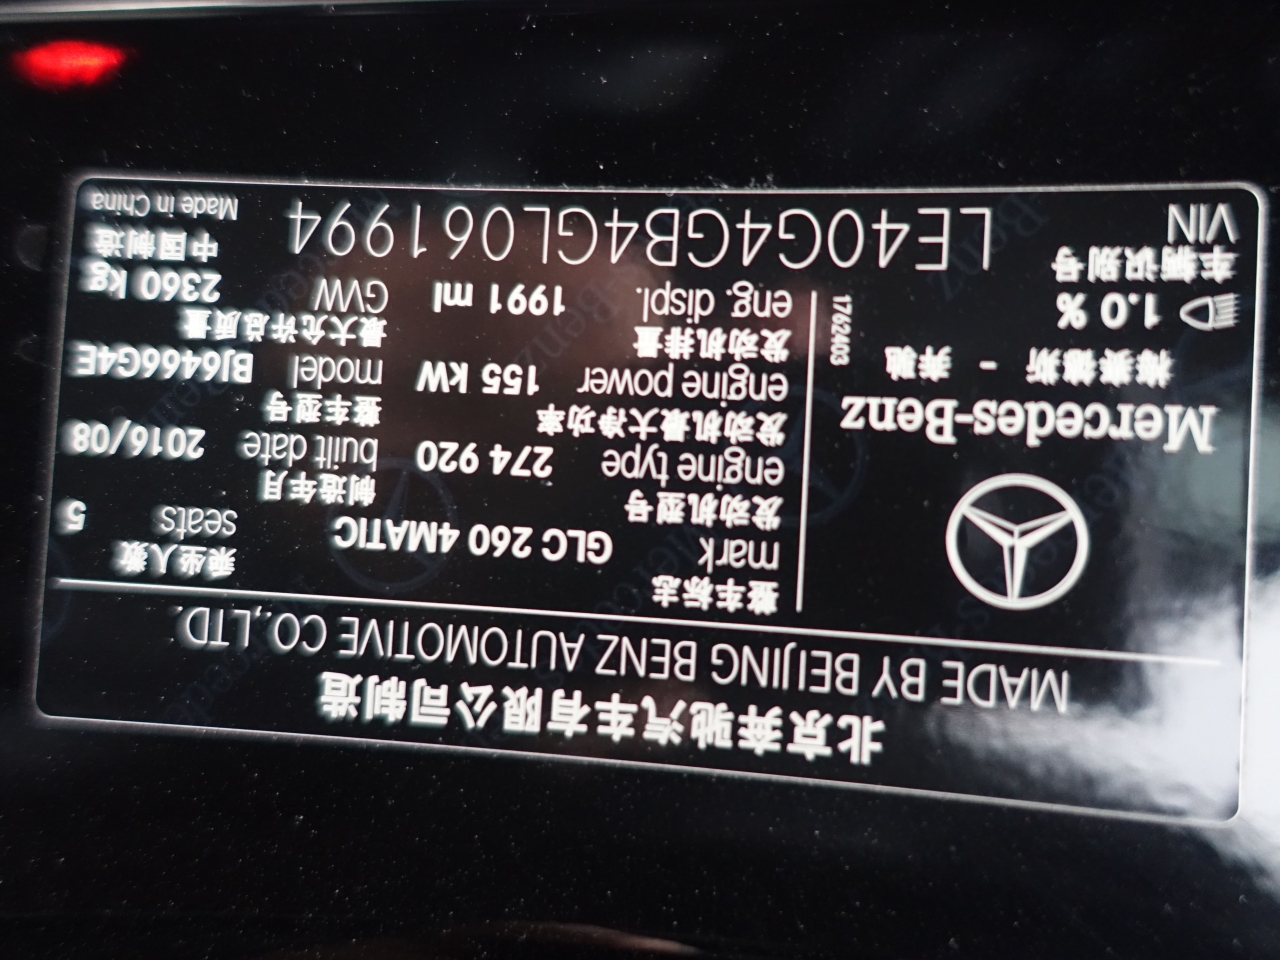 北京奔驰汽车有限公司制造
MADE BY BEIJING BENZ AUTOMOTIVE CO.,LTD.
Mercedes-Benz
梅赛德斯 - 奔驰
1.0 %
1762403
整车标志
mark GLC 260 4MATIC
乘坐人数
seats 5
发动机型号
engine type 274 920
制造年月
built date 2016/08
发动机最大净功率
engine power 155 kW
整车型号
model BJ6466G4E
发动机排量
eng. displ. 1991 ml
最大允许总质量
GVW 2360 kg
车辆识别号
VIN LE40G4GB4GL061994
中国制造
Made in China